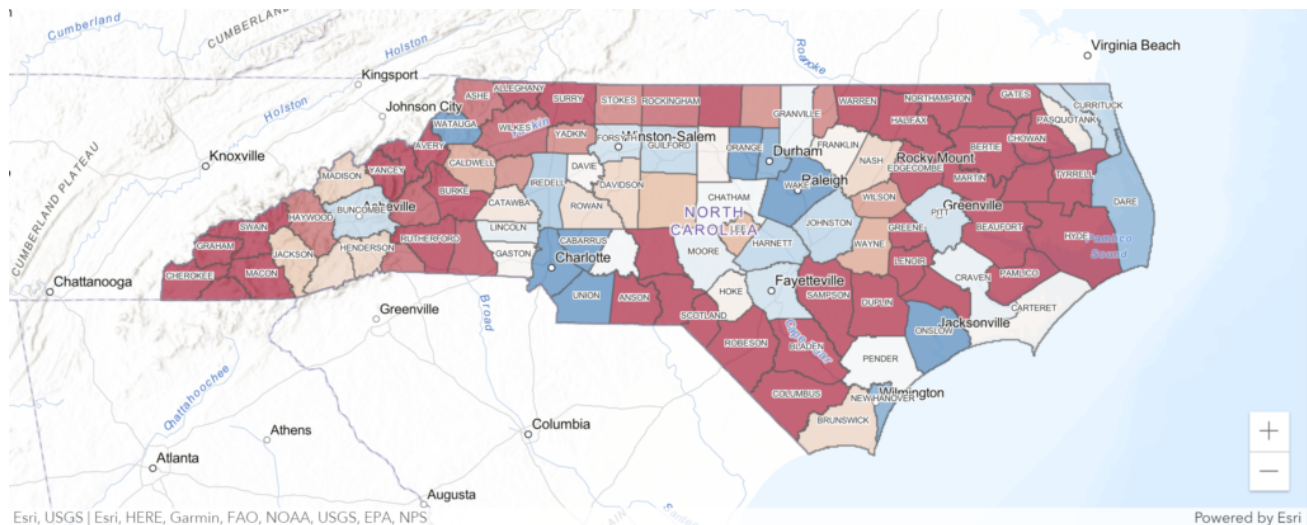 Cumberland
CUMBERLAND
Holston
Roanoke
Virginia Beach
Kingsport
Holston
Johnson City
ASHE
ALLEGHANY
SURRY
STOKES
ROCKINGHAM
GRANVILLE
WARREN
NORTHAMPTON
GATES
CURRITUCK
PASQUOTANK
WATAUGA
WILKES
YADKIN
FORSYTH
Winston-Salem
GUILFORD
ORANGE
Durham
FRANKLIN
HALIFAX
BERTIE
CHOWAN
Knoxville
AVERY
CALDWELL
DAVIE
NASH
Rocky Mount
EDGECOMBE
MARTIN
TYRRELL
CUMBERLAND PLATEAU
MADISON
YANCEY
BURKE
IREDELL
DAVIDSON
CHATHAM
WAKE
Raleigh
WILSON
DARE
BUNCOMBE
CATAWBA
ROWAN
NORTH
CAROLINA
JOHNSTON
PITT
Greenville
HAYWOOD
SWAIN
RUTHERFORD
LINCOLN
GREENE
BEAUFORT
HYDE
Pamlico
Sound
GRAHAM
JACKSON
HENDERSON
GASTON
CABARRUS
Charlotte
MOORE
HARNETT
WAYNE
LENOIR
CRAVEN
PAMLICO
CHEROKEE
MACON
Chattanooga
UNION
ANSON
HOKE
Fayetteville
SAMPSON
DUPLIN
CARTERET
Greenville
Broad
SCOTLAND
ROBESON
BLADEN
Cape Fear
ONSLOW
Jacksonville
PENDER
Chattahoochee
COLUMBUS
NEW HANOVER
Wilmington
BRUNSWICK
Athens
Columbia
Atlanta
Augusta
+
−
Esri, USGS | Esri, HERE, Garmin, FAO, NOAA, USGS, EPA, NPS
Powered by Esri